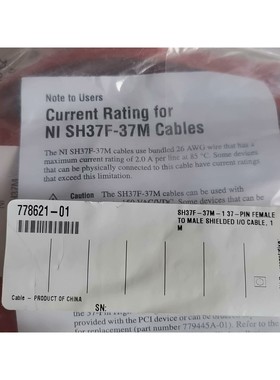 Note to Users
Current Rating for
NI SH37F-37M Cables
The NI SH37F-37M cables use bundled 26 AWG wire that has a
maximum current rating of 2.0 A per line at 85 °C. Some devices
that can be physically connected to this cable have current ratings
that exceed this limitation.
The SH37F-37M cables can be used with
778621-01
SH37F-37M-1 37-PIN FEMALE
TO MALE SHIELDED I/O CABLE, 1
M
Cable - PRODUCT OF CHINA
SN:
provided with the PCI device or can be
for replacement (part number 779445A-01)